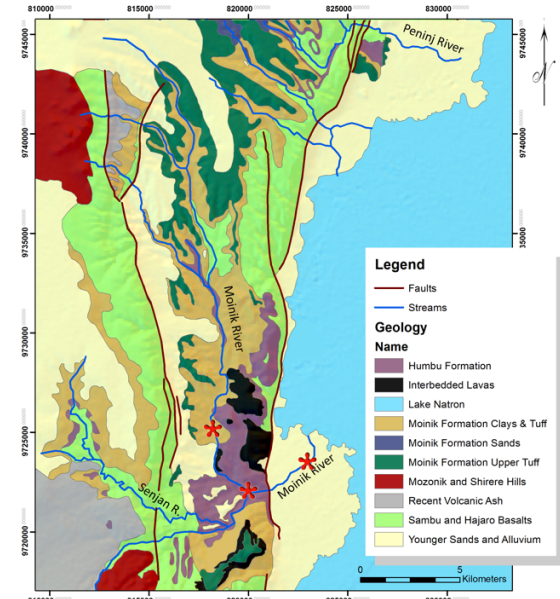 810000 815000 820000 825000 830000
Peninj River
N
9745000 9745000
9740000 9740000
9735000 35000
9730000
9725000
9720000
Moinik River
Moinik River
Senjan R.
Legend
Faults
Streams
Geology
Name
Humbu Formation
Interbedded Lavas
Lake Natron
Moinik Formation Clays & Tuff
Moinik Formation Sands
Moinik Formation Upper Tuff
Mozonik and Shirere Hills
Recent Volcanic Ash
Sambu and Hajaro Basalts
Younger Sands and Alluvium
0 5
Kilometers